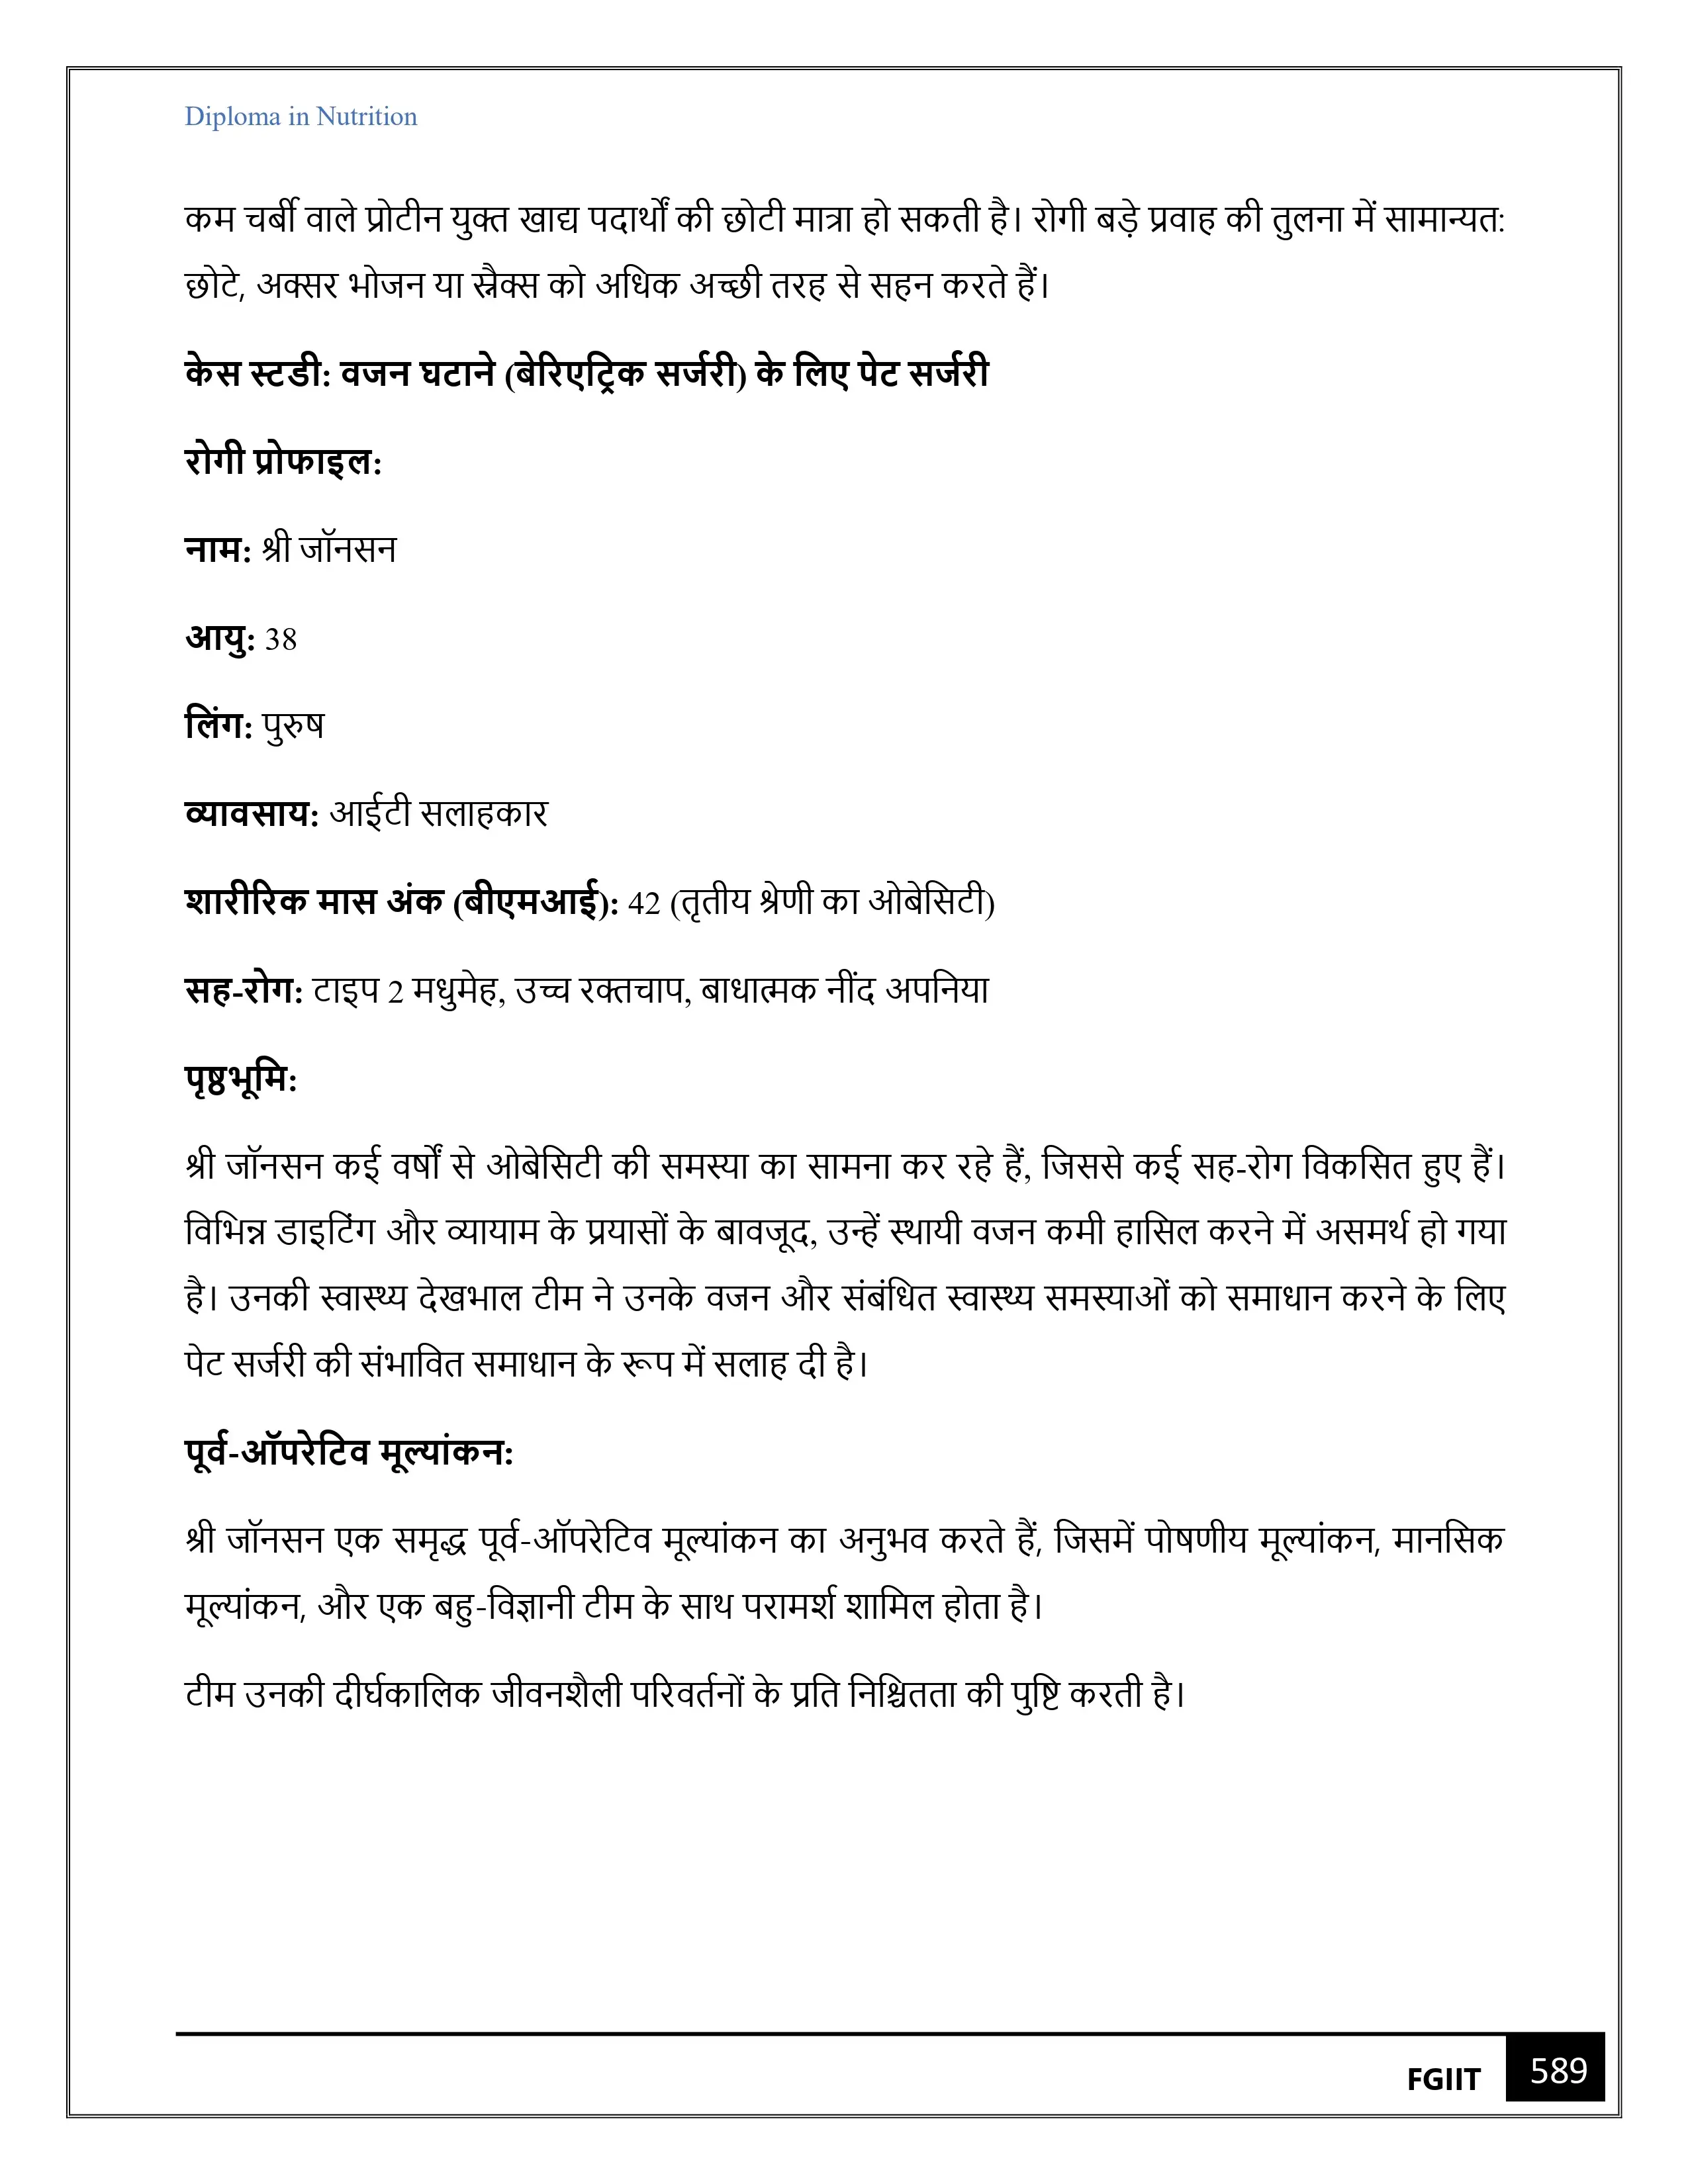 Diploma in Nutrition
कम चर्बी वाले प्रोटीन युक्त खाद्य पदार्थों की छोटी मात्रा हो सकती है। रोगी बड़े प्रवाह की तुलना में सामान्यत:
छोटे, अक्सर भोजन या स्नैक्स को अधिक अच्छी तरह से सहन करते हैं।
केस स्टडी: वजन घटाने (बेरिएट्रिक सर्जरी) के लिए पेट सर्जरी
रोगी प्रोफाइल:
नाम: श्री जॉनसन
आयु: 38
लिंग: पुरुष
व्यावसाय: आईटी सलाहकार
शारीरिक मास अंक (बीएमआई): 42 (तृतीय श्रेणी का ओबेसिटी)
सह-रोग: टाइप 2 मधुमेह, उच्च रक्तचाप, बाधात्मक नींद अपनिया
पृष्ठभूमि:
श्री जॉनसन कई वर्षों से ओबेसिटी की समस्या का सामना कर रहे हैं, जिससे कई सह-रोग विकसित हुए हैं।
विभिन्न डाइटिंग और व्यायाम के प्रयासों के बावजूद, उन्हें स्थायी वजन कमी हासिल करने में असमर्थ हो गया
है। उनकी स्वास्थ्य देखभाल टीम ने उनके वजन और संबंधित स्वास्थ्य समस्याओं को समाधान करने के लिए
पेट सर्जरी की संभावित समाधान के रूप में सलाह दी है।
पूर्व-ऑपरेटिव मूल्यांकन:
श्री जॉनसन एक समृद्ध पूर्व-ऑपरेटिव मूल्यांकन का अनुभव करते हैं, जिसमें पोषणीय मूल्यांकन, मानसिक
मूल्यांकन, और एक बहु-विज्ञानी टीम के साथ परामर्श शामिल होता है।
टीम उनकी दीर्घकालिक जीवनशैली परिवर्तनों के प्रति निश्चितता की पुष्टि करती है।
FGIIT 589